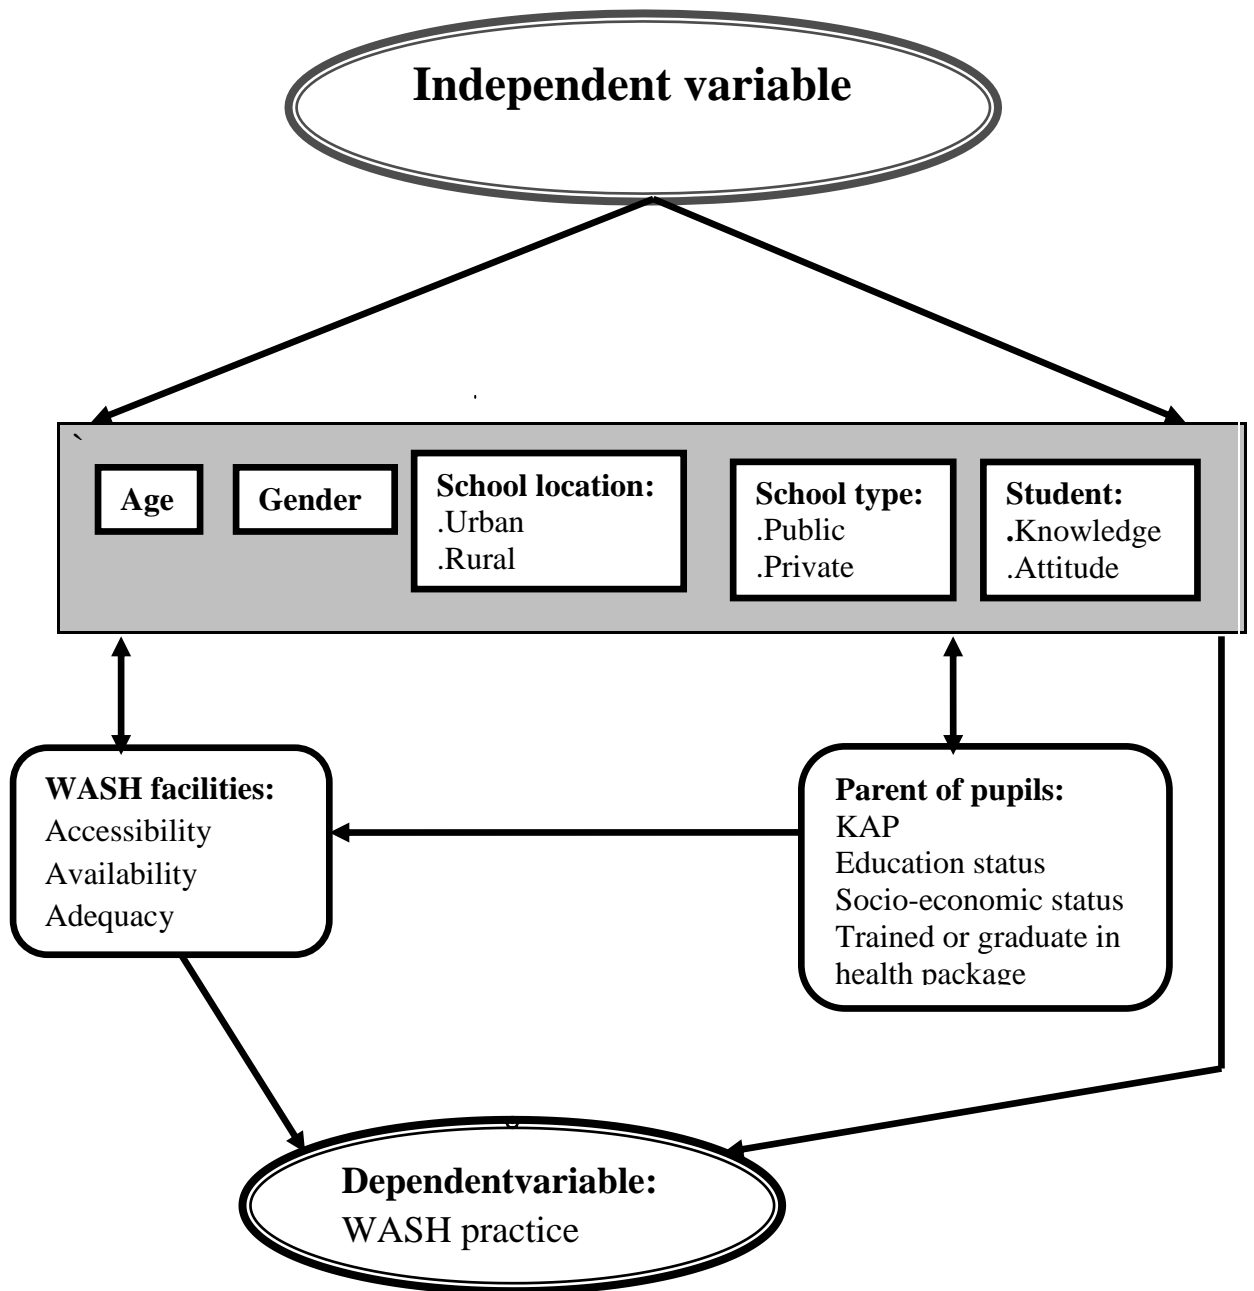 Independent variable
`
Age
Gender
School location:
.Urban
.Rural
School type:
.Public
.Private
Student:
.Knowledge
.Attitude
WASH facilities:
Accessibility
Availability
Adequacy
Parent of pupils:
KAP
Education status
Socio-economic status
Trained or graduate in
health package
Dependentvariable:
WASH practice